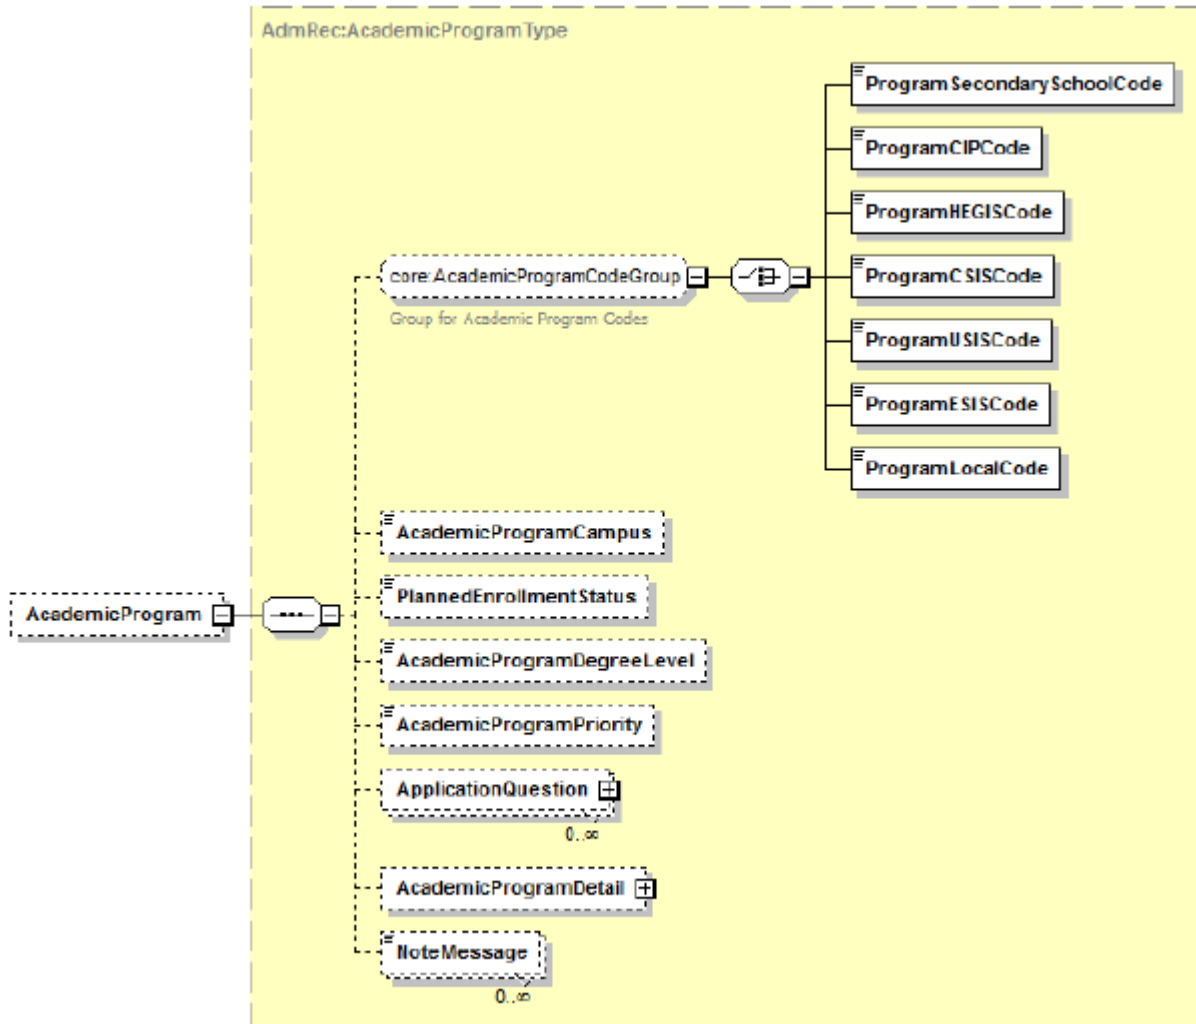 AdmRec:AcademicProgramType
ProgramSecondarySchoolCode
ProgramCIPCode
ProgramHEGISCode
core:AcademicProgramCodeGroup
ProgramCSISCode
Group for Academic Program Codes
ProgramUSISCode
ProgramESISCode
ProgramLocalCode
AcademicProgramCampus
PlannedEnrollmentStatus
AcademicProgram
AcademicProgramDegreeLevel
AcademicProgramPriority
ApplicationQuestion
0..∞
AcademicProgramDetail
NoteMessage
0..∞